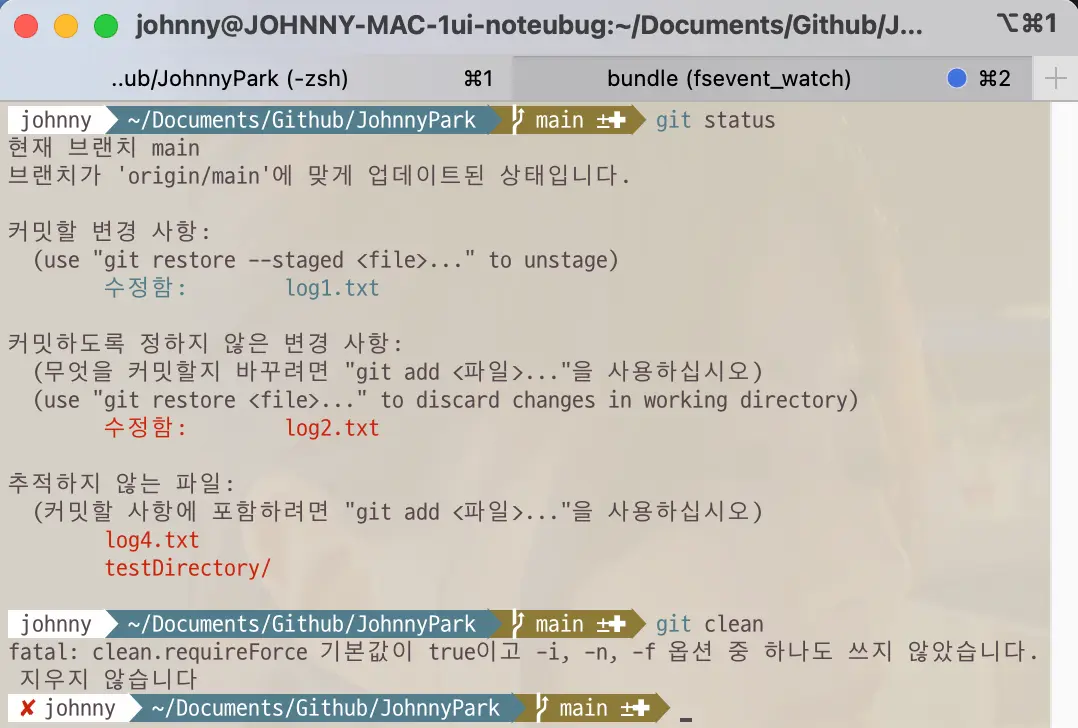 johnny@JOHNNY-MAC-1ui-noteubug:~/Documents/Github/J... ⌥⌘1
..ub/JohnnyPark (-zsh) ⌘1 bundle (fsevent_watch) ⌘2
johnny ~/Documents/Github/JohnnyPark main ±✚ git status
현재 브랜치 main
브랜치가 'origin/main'에 맞게 업데이트된 상태입니다.
커밋할 변경 사항:
(use "git restore --staged <file>..." to unstage)
수정함: log1.txt
커밋하도록 정하지 않은 변경 사항:
(무엇을 커밋할지 바꾸려면 "git add <파일>..."을 사용하십시오)
(use "git restore <file>..." to discard changes in working directory)
수정함: log2.txt
추적하지 않는 파일:
(커밋할 사항에 포함하려면 "git add <파일>..."을 사용하십시오)
log4.txt
testDirectory/
johnny ~/Documents/Github/JohnnyPark main ±✚ git clean
fatal: clean.requireForce 기본값이 true이고 -i, -n, -f 옵션 중 하나도 쓰지 않았습니다.
지우지 않습니다
✘ johnny ~/Documents/Github/JohnnyPark main ±✚ _